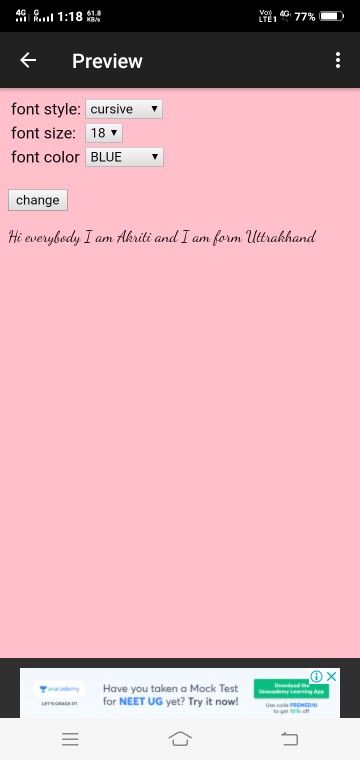 4G G R 1:18 61.8 KB/s Vo)) LTE1 4G 77%
Preview
font style: cursive
font size: 18
font color BLUE
change
Hi everybody I am Akriti and I am form Uttrakhand
unacademy
LET'S CRACK IT!
Have you taken a Mock Test
for NEET UG yet? Try it now!
Download the
Unacademy Learning App
Use code PREMED10
to get 10% off